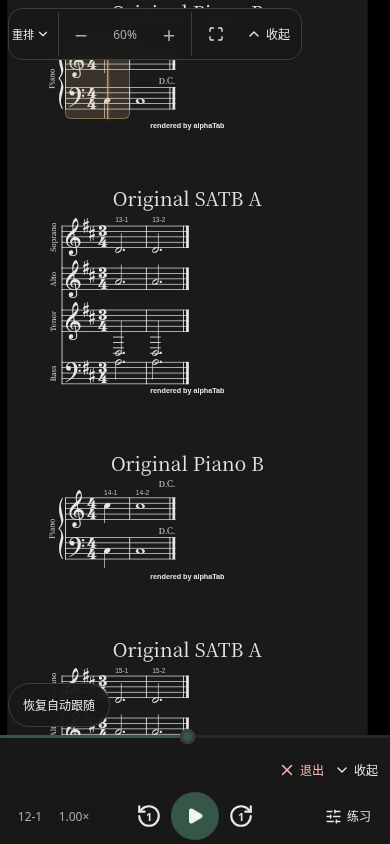 Original Piano B
重排 − 60% + 收起
Piano
D.C.
rendered by alphaTab
Original SATB A
13-1 13-2
Soprano
Alto
Tenor
Bass
rendered by alphaTab
Original Piano B
D.C.
14-1 14-2
Piano
D.C.
rendered by alphaTab
Original SATB A
15-1 15-2
恢复自动跟随
退出 收起
12-1 1.00× 1 1 练习